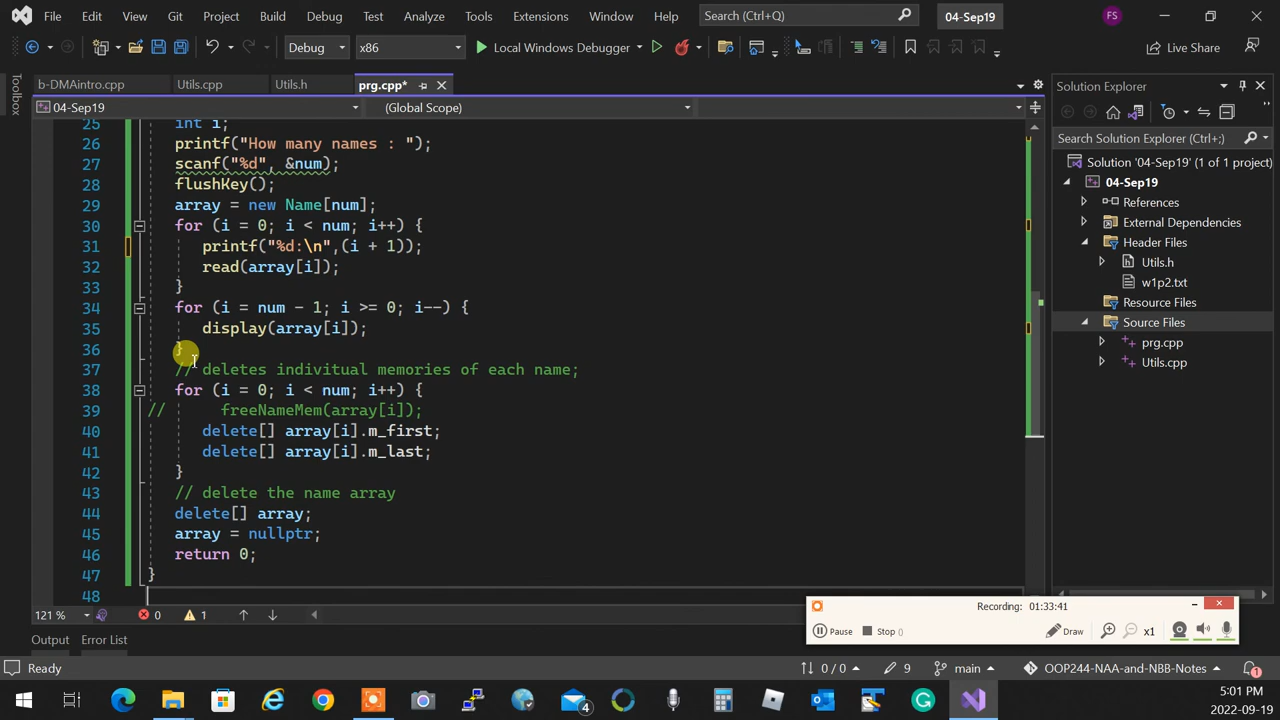 File Edit View Git Project Build Debug Test Analyze Tools Extensions Window Help Search (Ctrl+Q) 04-Sep19 FS
Debug x86 Local Windows Debugger Live Share
b-DMAintro.cpp Utils.cpp Utils.h prg.cpp* Solution Explorer
Toolbox
04-Sep19 (Global Scope)
Search Solution Explorer (Ctrl+;)
Solution '04-Sep19' (1 of 1 project)
04-Sep19
References
External Dependencies
Header Files
Utils.h
w1p2.txt
Resource Files
Source Files
prg.cpp
Utils.cpp
25 int i;
26 printf("How many names : ");
27 scanf("%d", &num);
28 flushKey();
29 array = new Name[num];
30 for (i = 0; i < num; i++) {
31 printf("%d:\n",(i + 1));
32 read(array[i]);
33 }
34 for (i = num - 1; i >= 0; i--) {
35 display(array[i]);
36 }
37 // deletes indivitual memories of each name;
38 for (i = 0; i < num; i++) {
39 // freeNameMem(array[i]);
40 delete[] array[i].m_first;
41 delete[] array[i].m_last;
42 }
43 // delete the name array
44 delete[] array;
45 array = nullptr;
46 return 0;
47 }
48
121 % 0 1
Recording: 01:33:41
Pause Stop () Draw x1
Output Error List
Ready 0 / 0 9 main OOP244-NAA-and-NBB-Notes 1
4
5:01 PM
2022-09-19